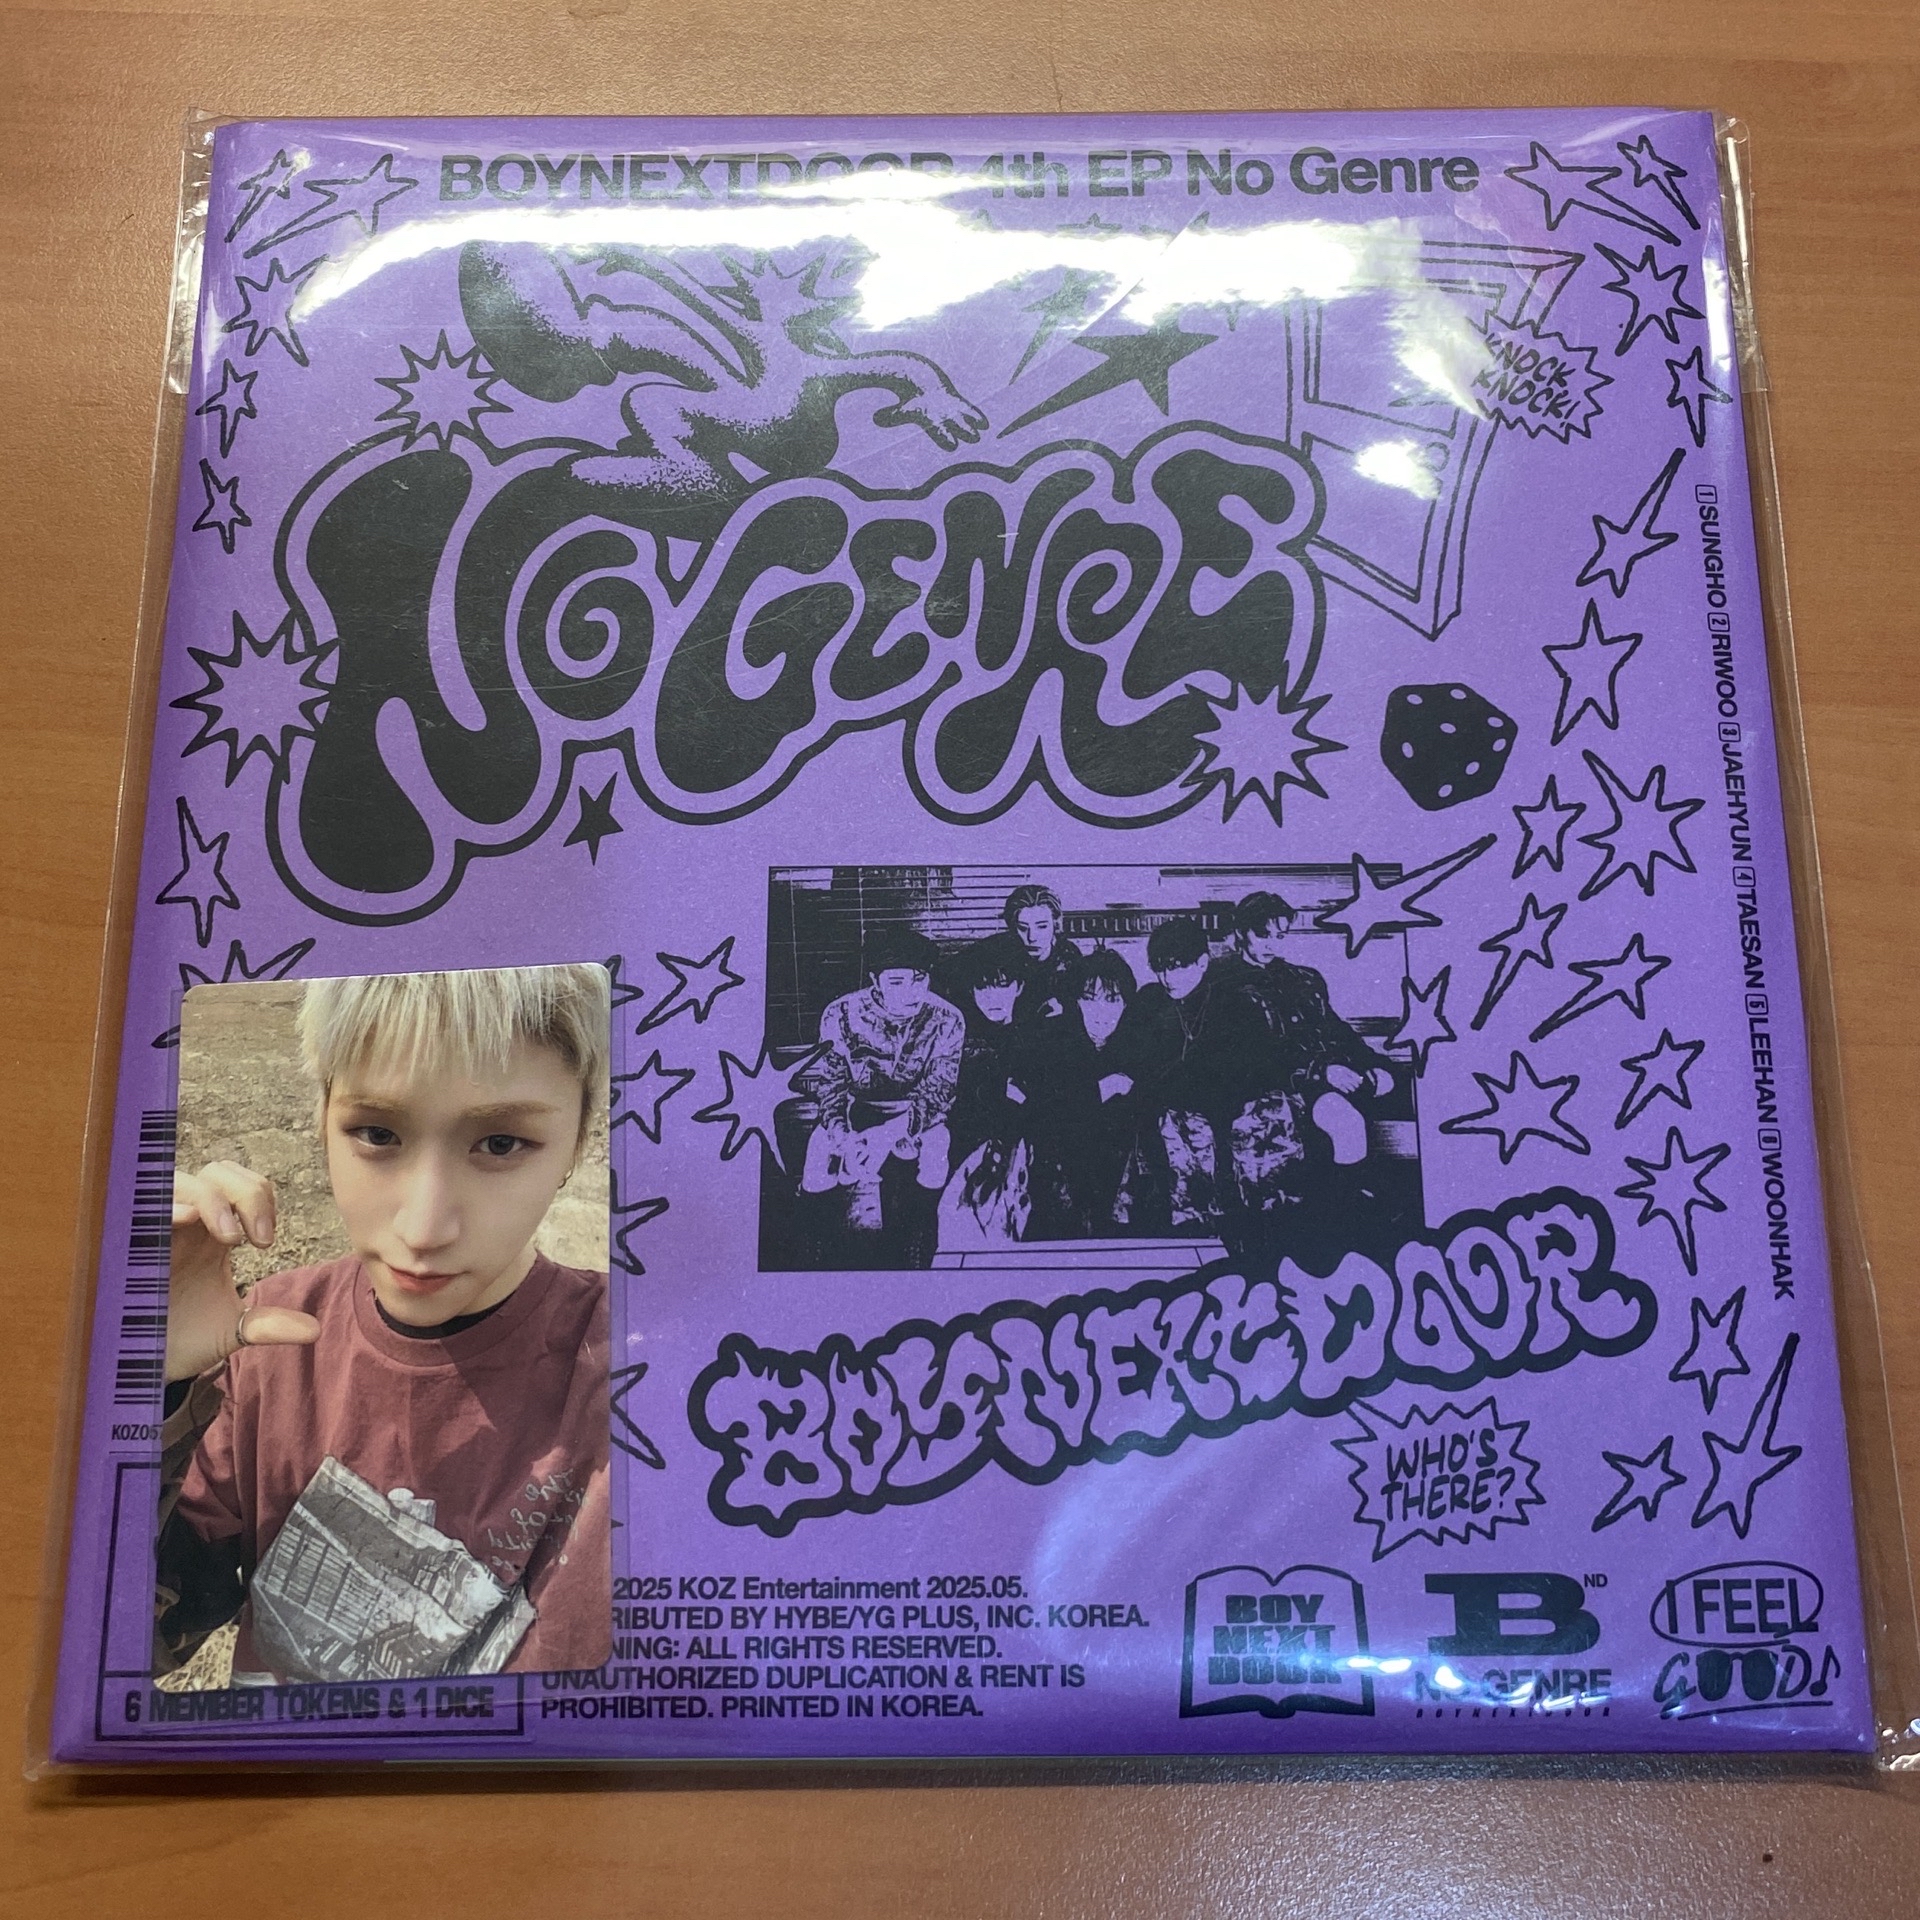 BOYNEXTDOOR 4th EP No Genre
KNOCK
KNOCK!
NO GENRE
1 SUNGHO 2 RIWOO 3 JAEHYUN 4 TAESAN 5 LEEHAN 6 WOONHAK
BOYNEXTDOOR
WHO'S
THERE?
KOZ057
6 MEMBER TOKENS & 1 DICE
2025 KOZ Entertainment 2025.05.
RIBUTED BY HYBE/YG PLUS, INC. KOREA.
NING: ALL RIGHTS RESERVED.
UNAUTHORIZED DUPLICATION & RENT IS
PROHIBITED. PRINTED IN KOREA.
BOY
NEXT
DOOR
BND
NO GENRE
BOYNEXTDOOR
I FEEL
GOOD